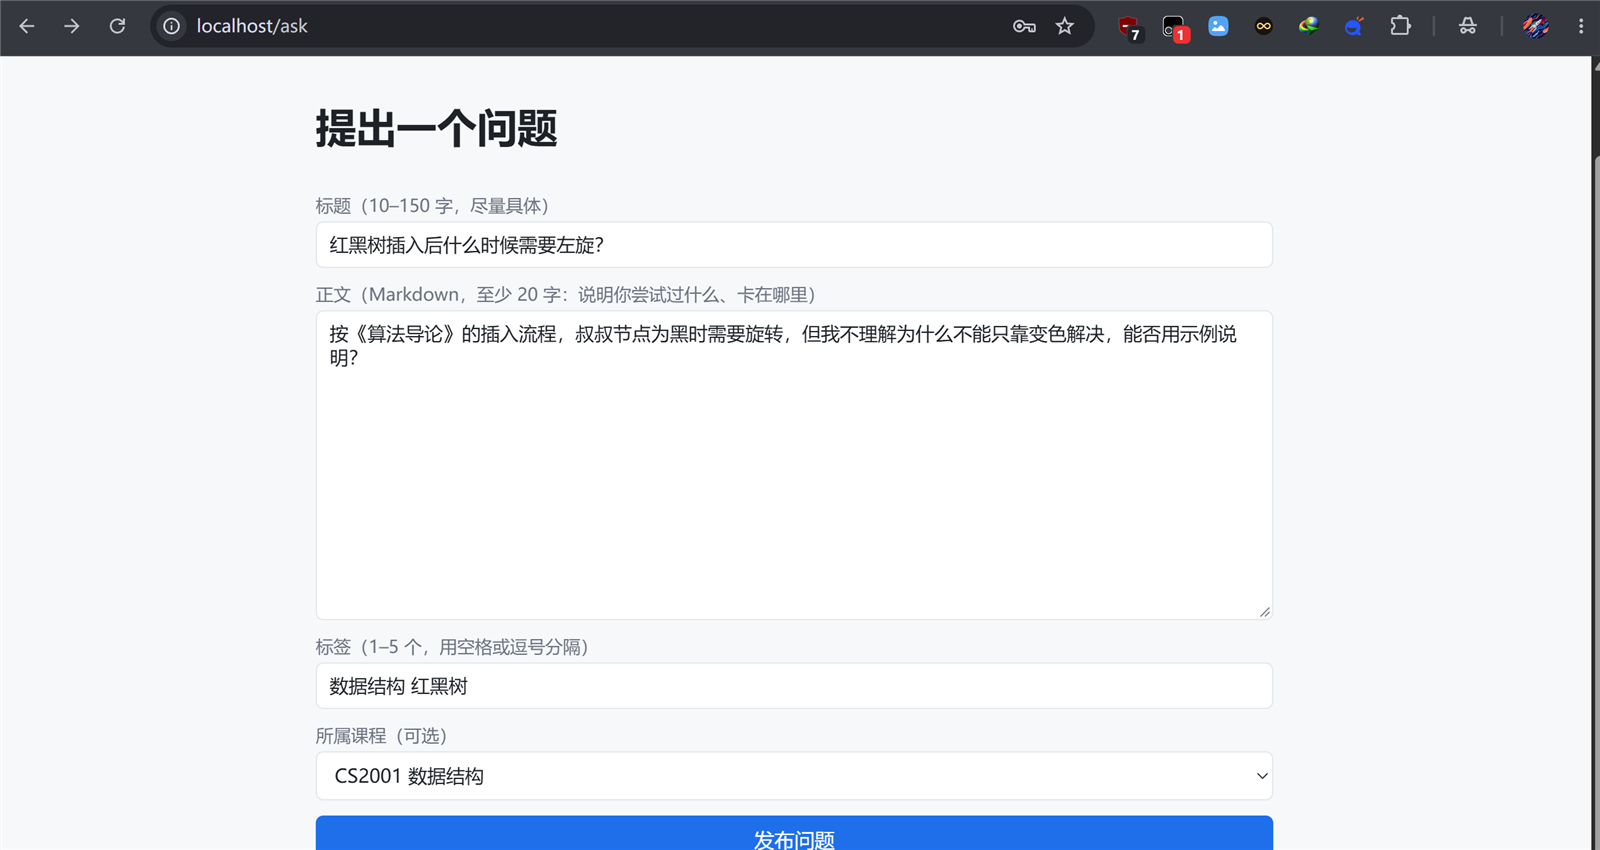 localhost/ask
7
1
提出一个问题
标题（10–150 字，尽量具体）
红黑树插入后什么时候需要左旋？
正文（Markdown，至少 20 字：说明你尝试过什么、卡在哪里）
按《算法导论》的插入流程，叔叔节点为黑时需要旋转，但我不理解为什么不能只靠变色解决，能否用示例说
明？
标签（1–5 个，用空格或逗号分隔）
数据结构 红黑树
所属课程（可选）
CS2001 数据结构
发布问题